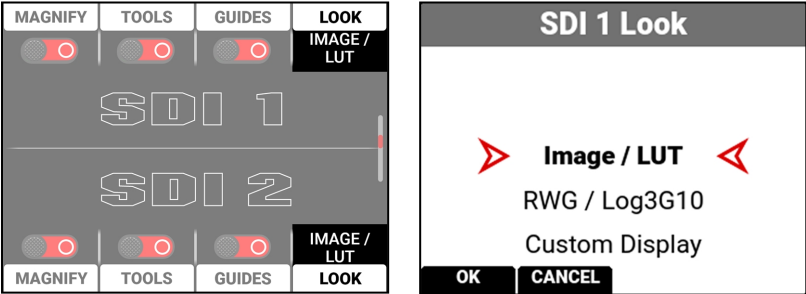 MAGNIFY TOOLS GUIDES LOOK
IMAGE /
LUT
SDI 1
SDI 2
IMAGE /
LUT
MAGNIFY TOOLS GUIDES LOOK
SDI 1 Look
Image / LUT
RWG / Log3G10
Custom Display
OK CANCEL